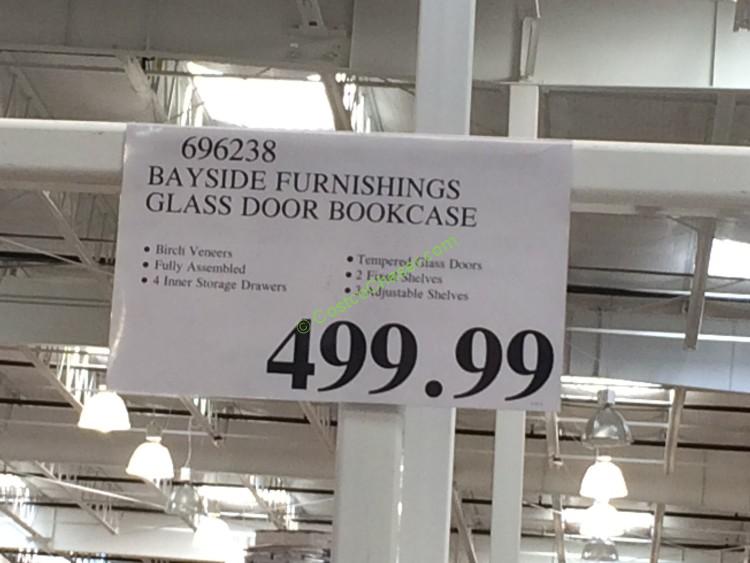 696238
BAYSIDE FURNISHINGS
GLASS DOOR BOOKCASE
• Birch Veneers
• Fully Assembled
• 4 Inner Storage Drawers
• Tempered Glass Doors
• 2 Fixed Shelves
• 3 Adjustable Shelves
499.99
© CostcoChaser.com